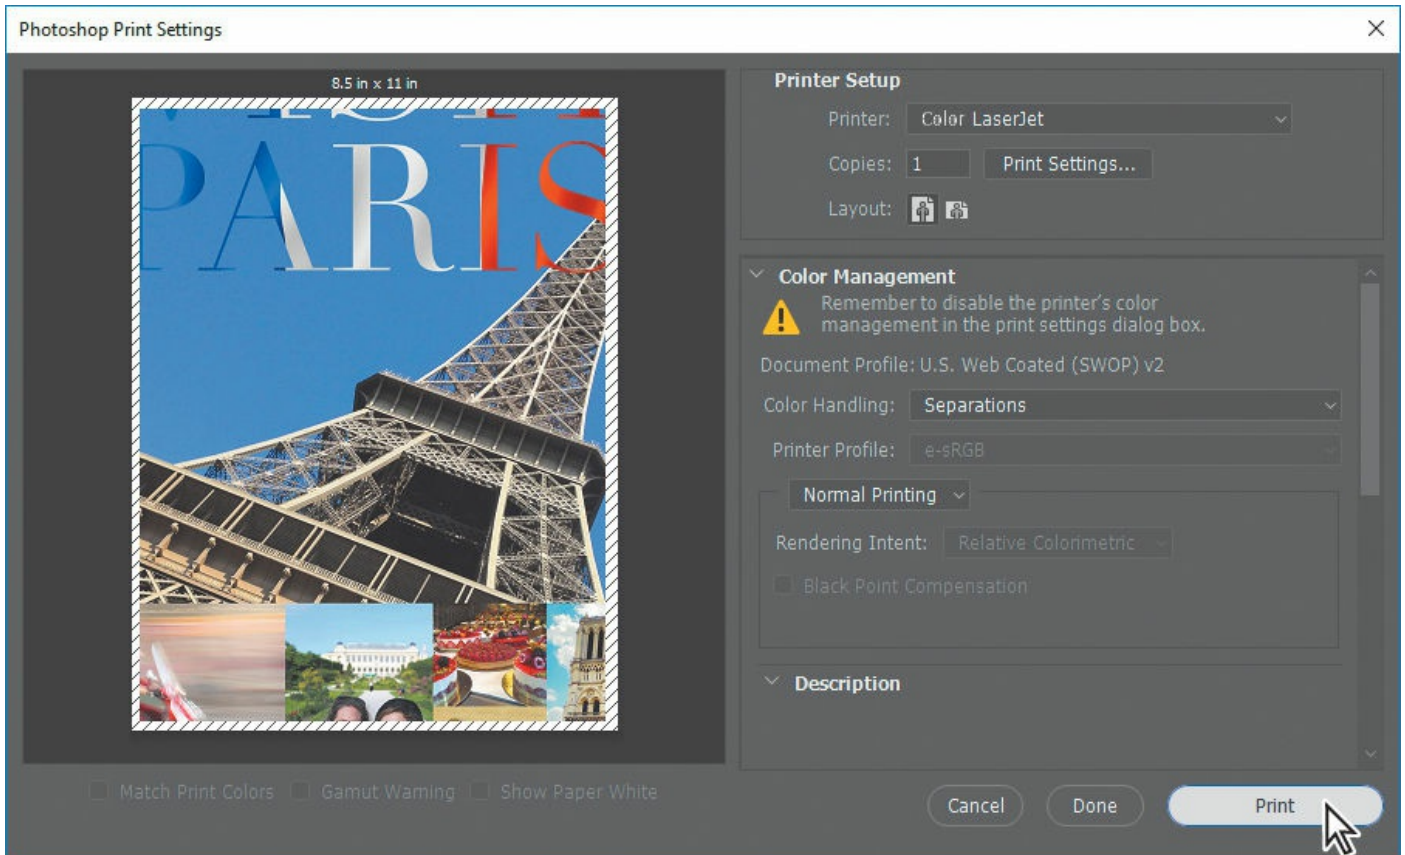 Photoshop Print Settings
8.5 in x 11 in
PARIS
Printer Setup
Printer: Color LaserJet
Copies: 1 Print Settings...
Layout:
Color Management
Remember to disable the printer's color
management in the print settings dialog box.
Document Profile: U.S. Web Coated (SWOP) v2
Color Handling: Separations
Printer Profile: e-sRGB
Normal Printing
Rendering Intent: Relative Colorimetric
Black Point Compensation
Description
Match Print Colors Gamut Warning Show Paper White
Cancel Done Print